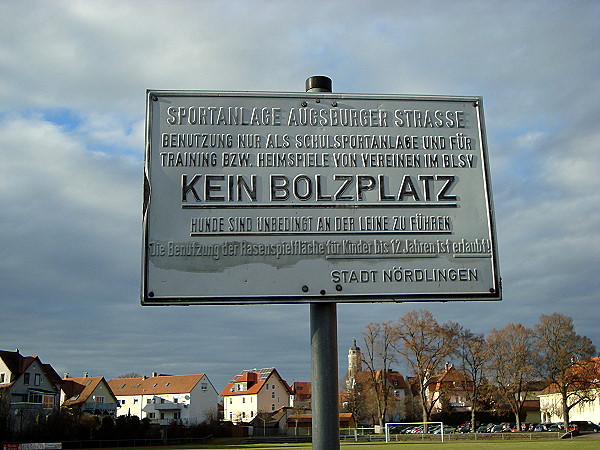 SPORTANLAGE AUGSBURGER STRASSE
BENUTZUNG NUR ALS SCHULSPORTANLAGE UND FÜR
TRAINING BZW. HEIMSPIELE VON VEREINEN IM BLSV
KEIN BOLZPLATZ
HUNDE SIND UNBEDINGT AN DER LEINE ZU FÜHREN
Die Benutzung der Rasenspielfläche für Kinder bis 12 Jahren ist erlaubt!
STADT NÖRDLINGEN